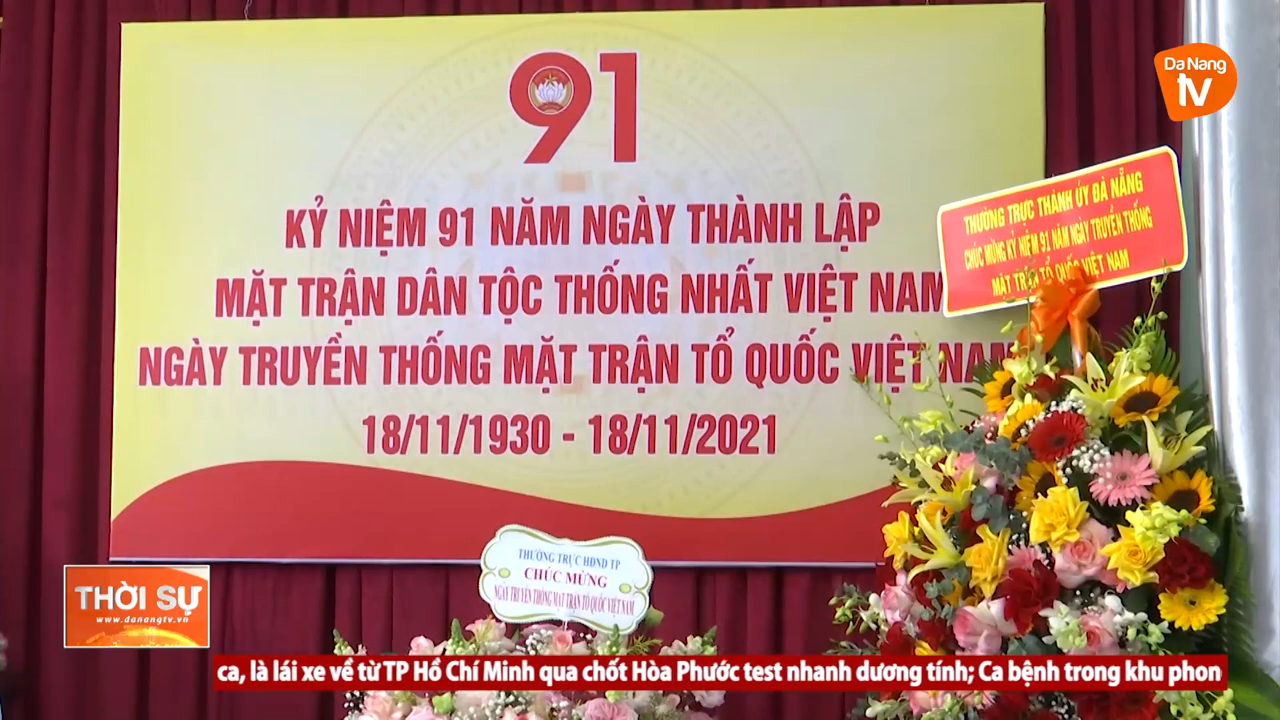 91
KỶ NIỆM 91 NĂM NGÀY THÀNH LẬP
MẶT TRẬN DÂN TỘC THỐNG NHẤT VIỆT NAM
NGÀY TRUYỀN THỐNG MẶT TRẬN TỔ QUỐC VIỆT NAM
18/11/1930 - 18/11/2021
Da Nang
tv
THƯỜNG TRỰC THÀNH ỦY ĐÀ NẴNG
CHÚC MỪNG KỶ NIỆM 91 NĂM NGÀY TRUYỀN THỐNG
MẶT TRẬN TỔ QUỐC VIỆT NAM
THƯỜNG TRỰC HĐND TP
CHÚC MỪNG
NGÀY TRUYỀN THỐNG MẶT TRẬN TỔ QUỐC VIỆT NAM
THỜI SỰ
www.danangtv.vn
ca, là lái xe về từ TP Hồ Chí Minh qua chốt Hòa Phước test nhanh dương tính; Ca bệnh trong khu phon